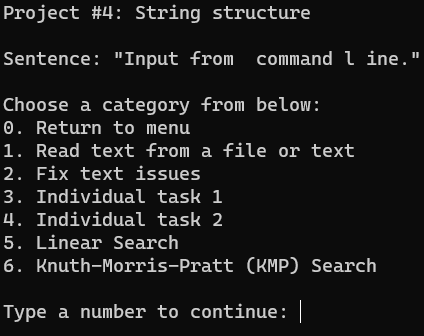 Project #4: String structure
Sentence: "Input from  command l ine."
Choose a category from below:
0. Return to menu
1. Read text from a file or text
2. Fix text issues
3. Individual task 1
4. Individual task 2
5. Linear Search
6. Knuth-Morris-Pratt (KMP) Search
Type a number to continue: